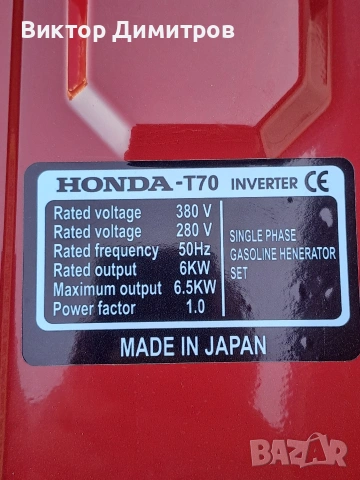 Виктор Димитров
HONDA-T70 INVERTER CE
Rated voltage 380 V
Rated voltage 280 V
Rated frequency 50Hz
Rated output 6KW
Maximum output 6.5KW
Power factor 1.0
SINGLE PHASE
GASOLINE HENERATOR
SET
MADE IN JAPAN
BAZAR